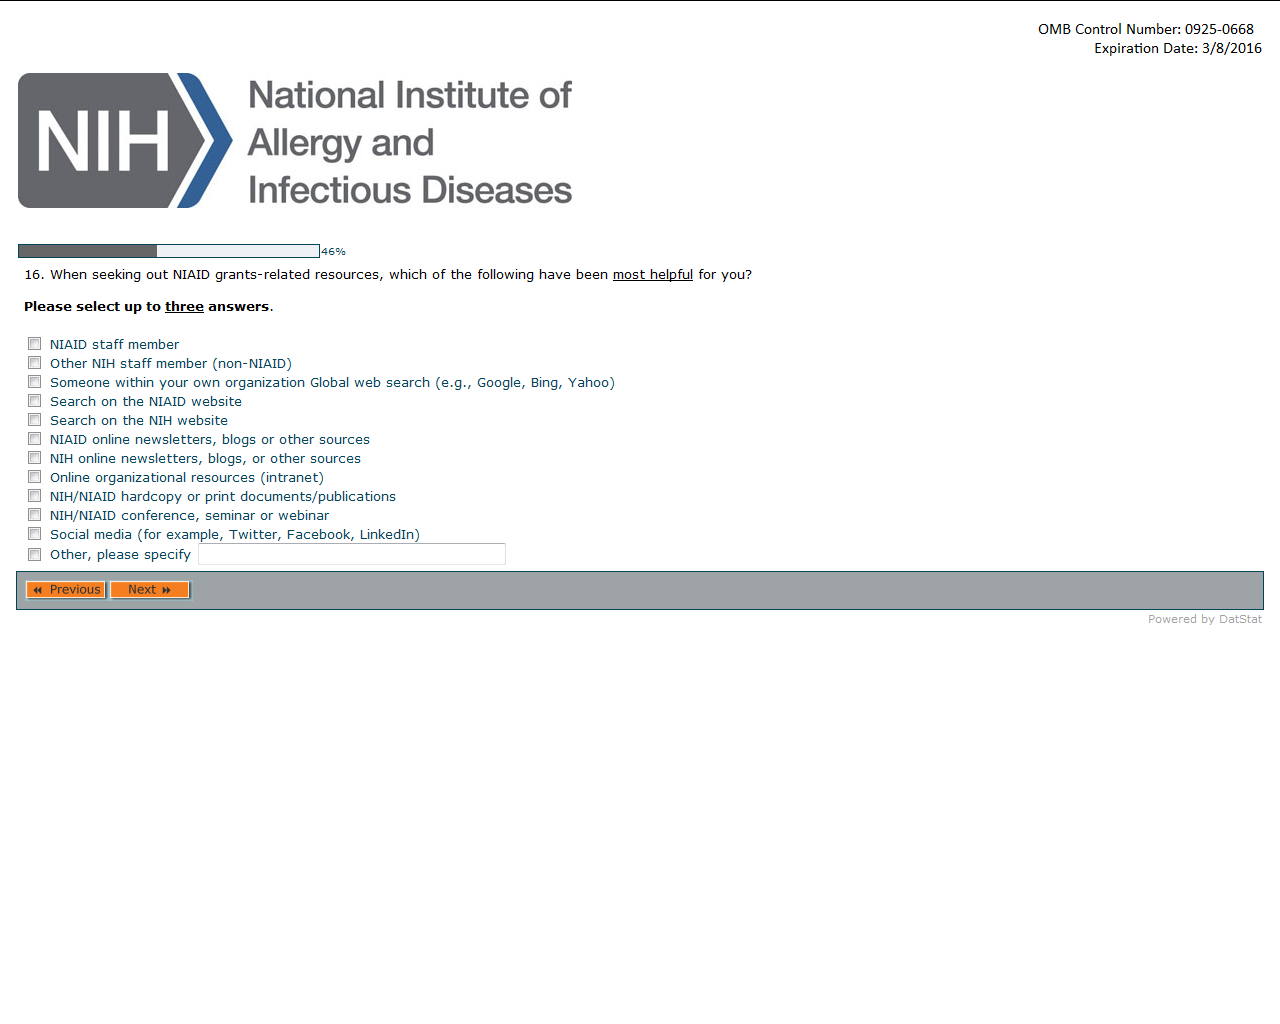 OMB Control Number: 0925-0668
Expiration Date: 3/8/2016
NIH
National Institute of
Allergy and
Infectious Diseases
46%
16. When seeking out NIAID grants-related resources, which of the following have been most helpful for you?
Please select up to three answers.
NIAID staff member
Other NIH staff member (non-NIAID)
Someone within your own organization Global web search (e.g., Google, Bing, Yahoo)
Search on the NIAID website
Search on the NIH website
NIAID online newsletters, blogs or other sources
NIH online newsletters, blogs, or other sources
Online organizational resources (intranet)
NIH/NIAID hardcopy or print documents/publications
NIH/NIAID conference, seminar or webinar
Social media (for example, Twitter, Facebook, LinkedIn)
Other, please specify
Previous Next
Powered by DatStat